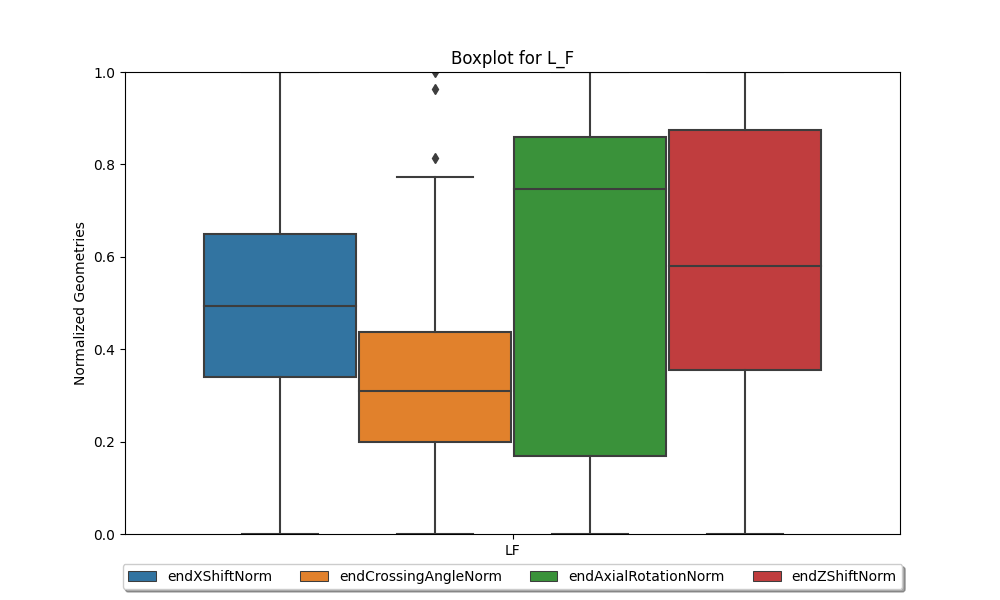 Boxplot for L_F
1.0
0.8
0.6
0.4
0.2
0.0
Normalized Geometries
LF
endXShiftNorm endCrossingAngleNorm endAxialRotationNorm endZShiftNorm